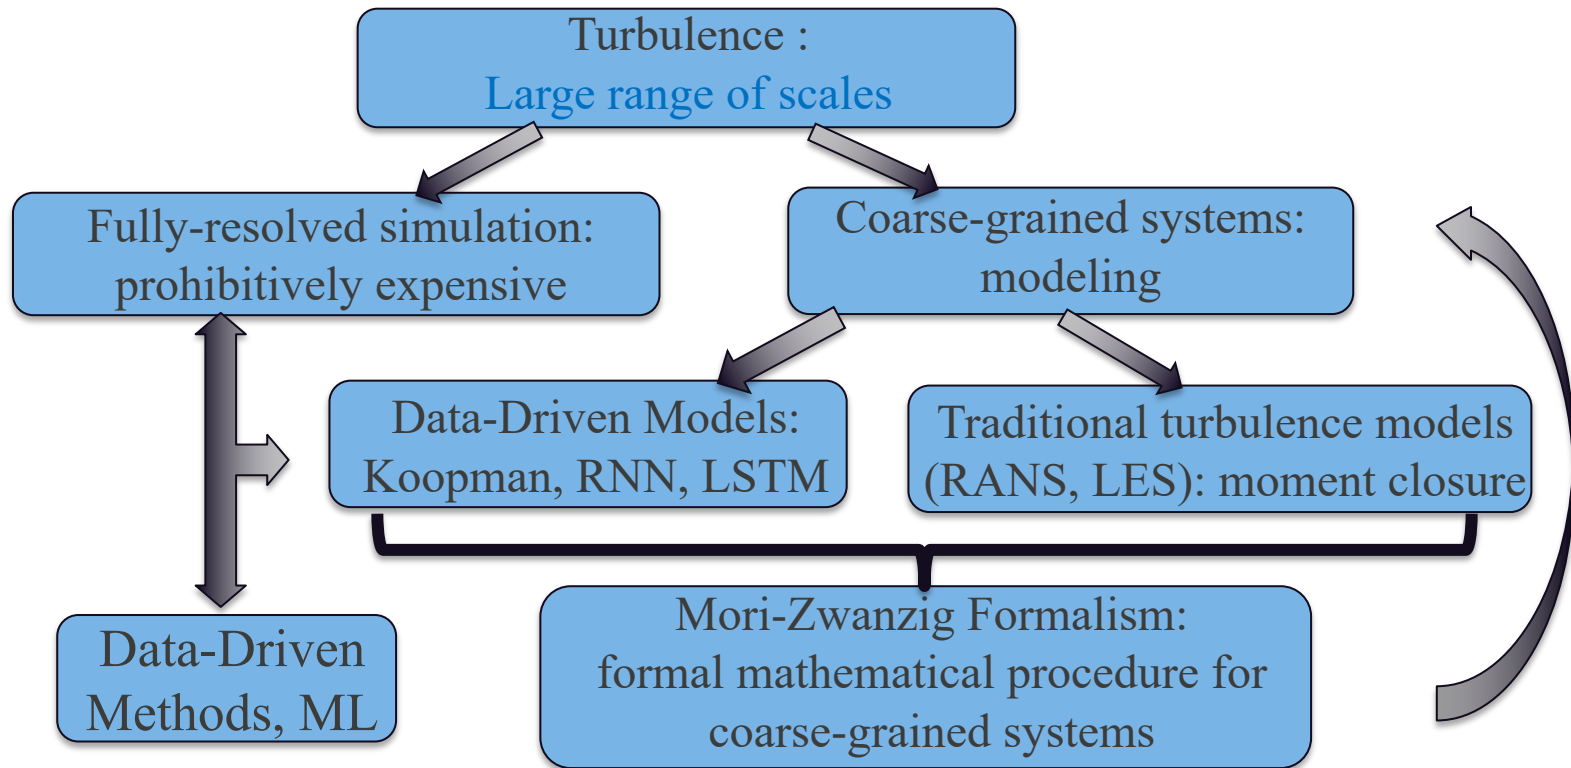 Turbulence :
Large range of scales
Fully-resolved simulation:
prohibitively expensive
Coarse-grained systems:
modeling
Data-Driven Models:
Koopman, RNN, LSTM
Traditional turbulence models
(RANS, LES): moment closure
Data-Driven
Methods, ML
Mori-Zwanzig Formalism:
formal mathematical procedure for
coarse-grained systems